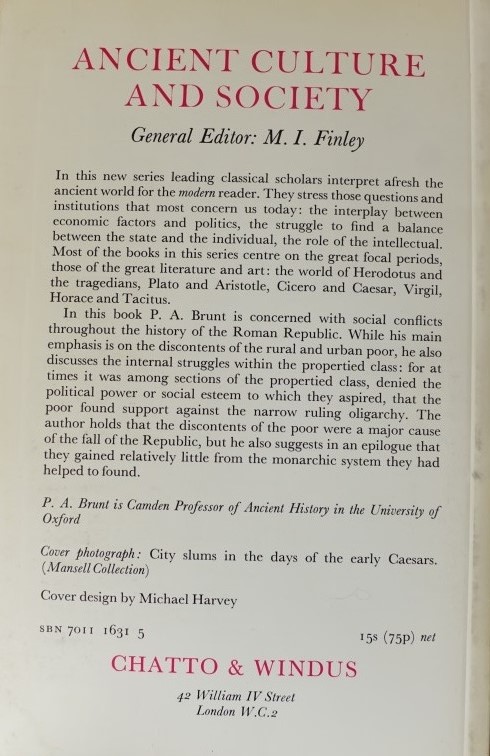 ANCIENT CULTURE
AND SOCIETY
General Editor: M. I. Finley
In this new series leading classical scholars interpret afresh the
ancient world for the modern reader. They stress those questions and
institutions that most concern us today: the interplay between
economic factors and politics, the struggle to find a balance
between the state and the individual, the role of the intellectual.
Most of the books in this series centre on the great focal periods,
those of the great literature and art: the world of Herodotus and
the tragedians, Plato and Aristotle, Cicero and Caesar, Virgil,
Horace and Tacitus.
In this book P. A. Brunt is concerned with social conflicts
throughout the history of the Roman Republic. While his main
emphasis is on the discontents of the rural and urban poor, he also
discusses the internal struggles within the propertied class: for at
times it was among sections of the propertied class, denied the
political power or social esteem to which they aspired, that the
poor found support against the narrow ruling oligarchy. The
author holds that the discontents of the poor were a major cause
of the fall of the Republic, but he also suggests in an epilogue that
they gained relatively little from the monarchic system they had
helped to found.
P. A. Brunt is Camden Professor of Ancient History in the University of
Oxford
Cover photograph: City slums in the days of the early Caesars.
(Mansell Collection)
Cover design by Michael Harvey
SBN 7011 1631 5 15s (75p) net
CHATTO & WINDUS
42 William IV Street
London W.C.2